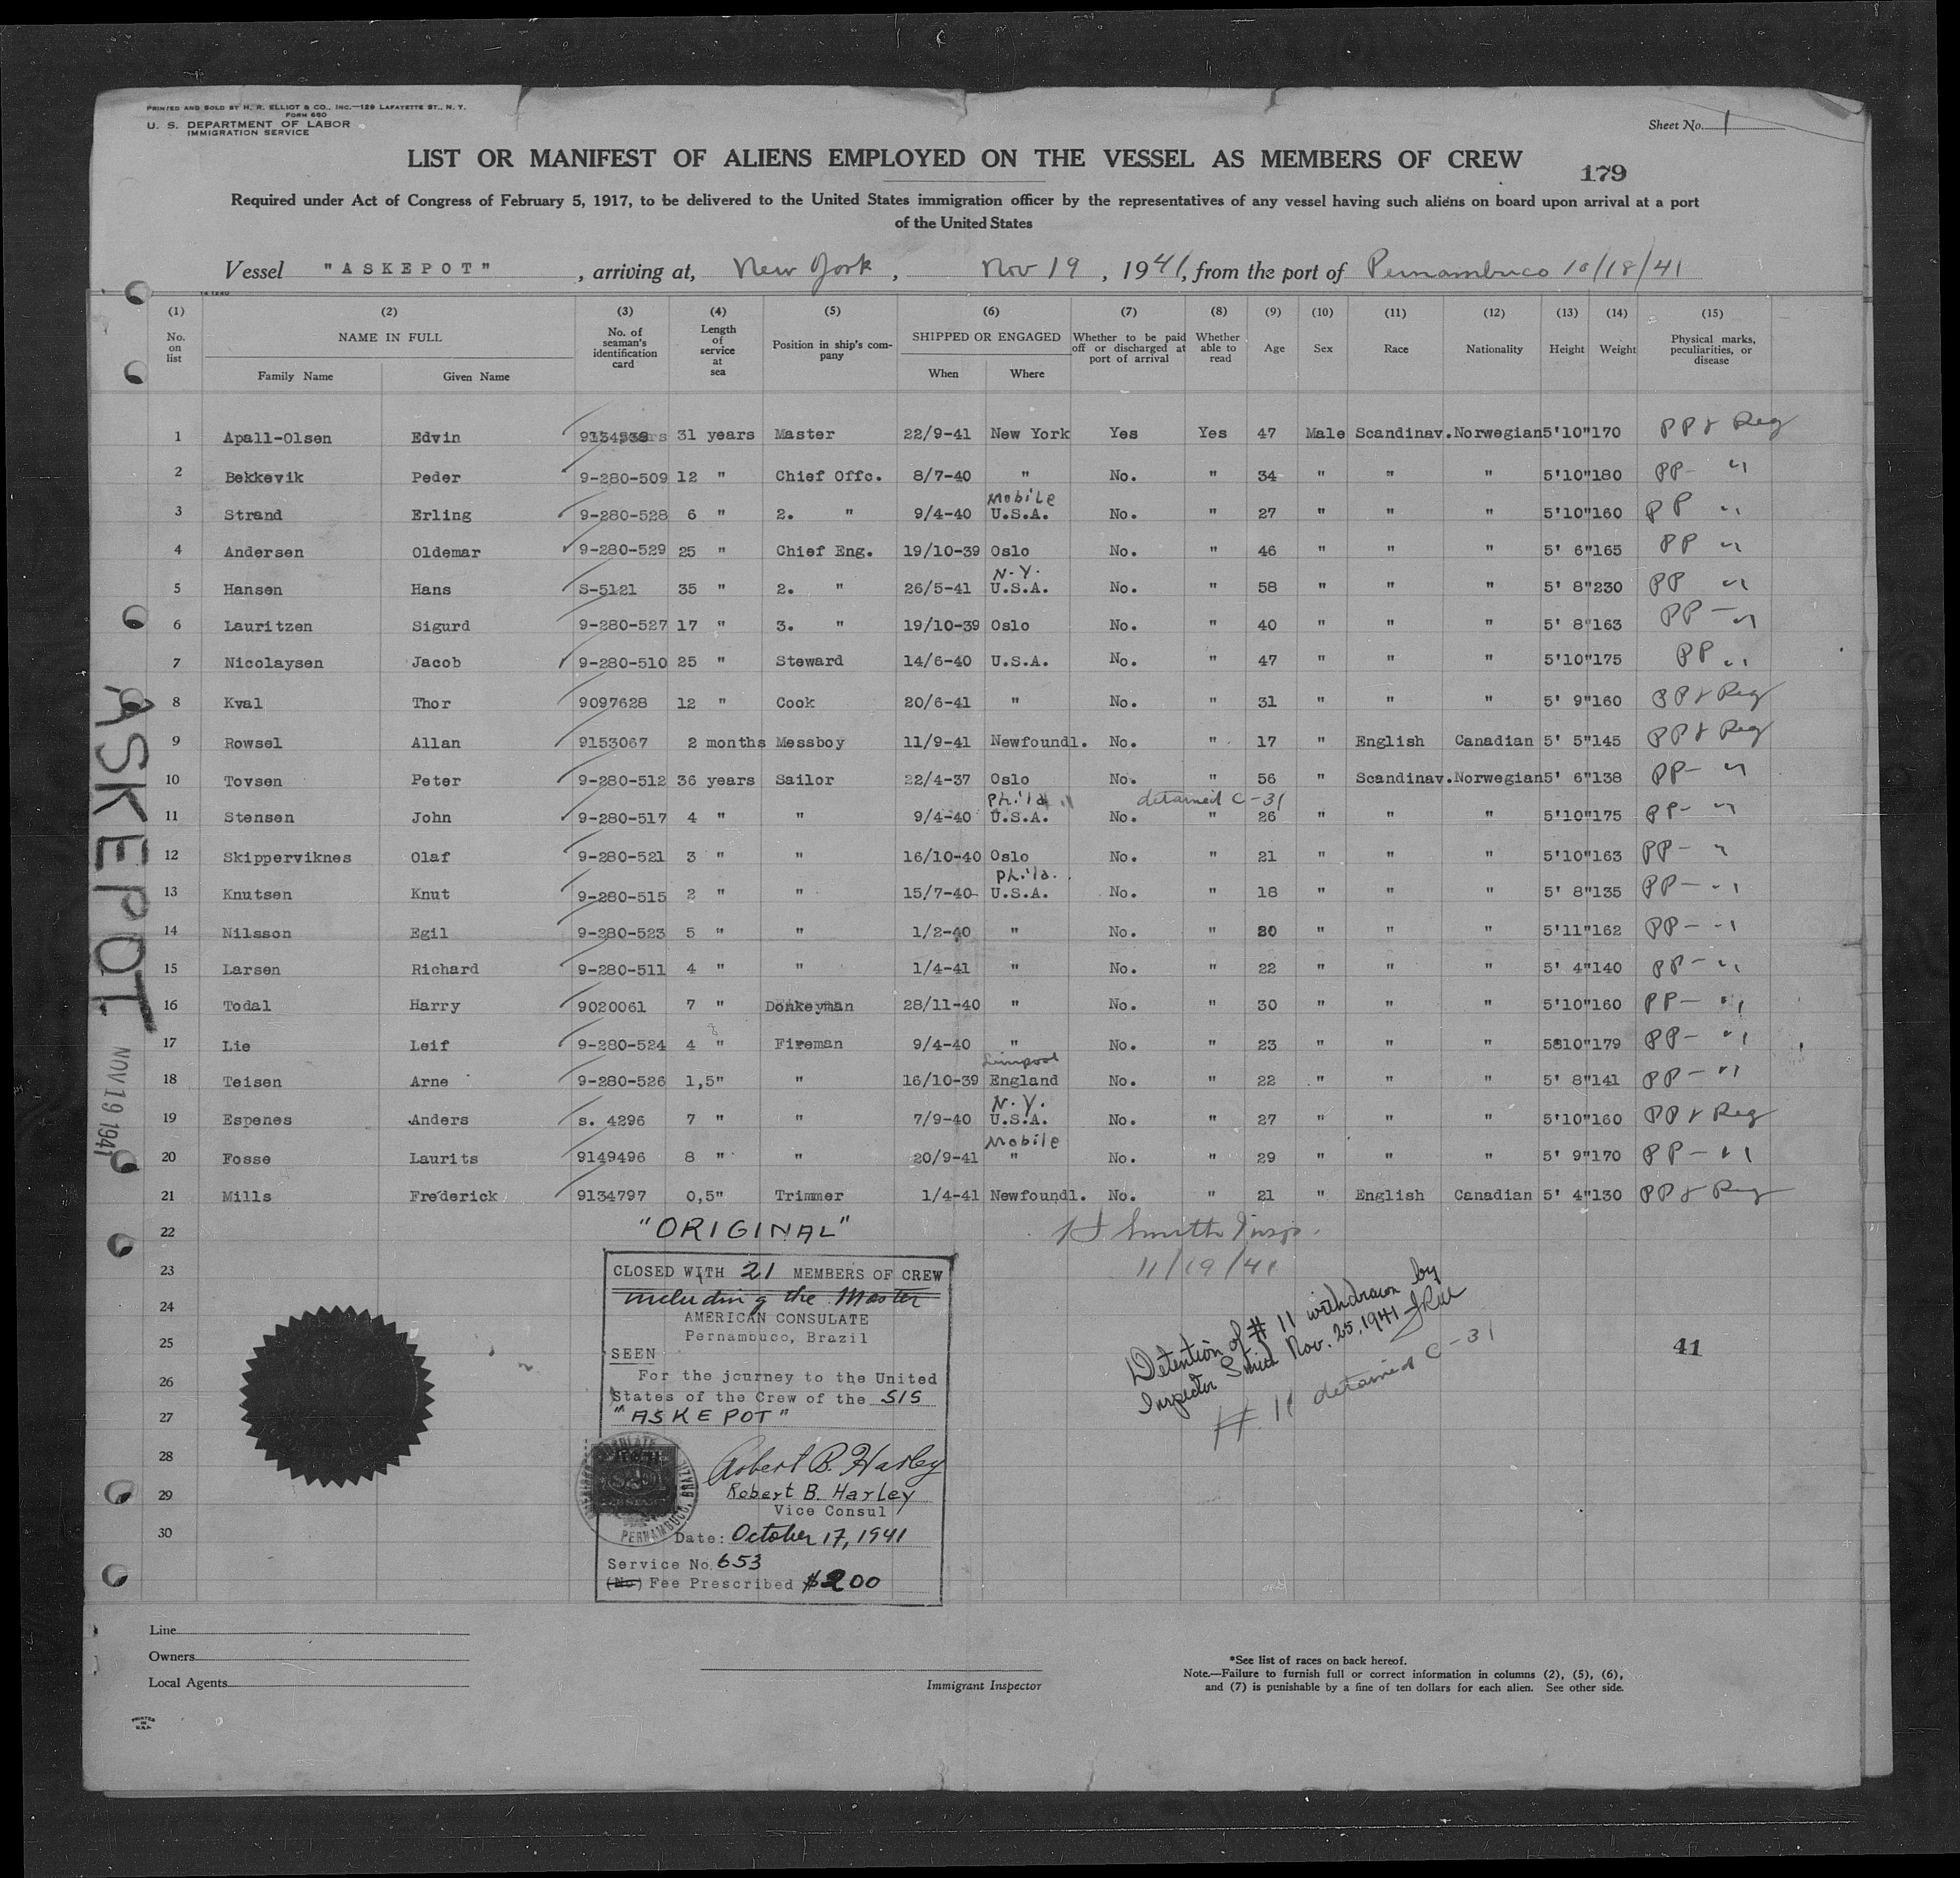 PRINTED AND SOLD BY H. R. ELLIOT & CO., INC.—129 LAFAYETTE ST., N. Y.
FORM 680
U. S. DEPARTMENT OF LABOR
IMMIGRATION SERVICE
Sheet No. 1
LIST OR MANIFEST OF ALIENS EMPLOYED ON THE VESSEL AS MEMBERS OF CREW
179
Required under Act of Congress of February 5, 1917, to be delivered to the United States immigration officer by the representatives of any vessel having such aliens on board upon arrival at a port
of the United States
Vessel "ASKEPOT", arriving at, New York, Nov 19, 1941, from the port of Pernambuco 10/18/41
(1) (2) (3) (4) (5) (6) (7) (8) (9) (10) (11) (12) (13) (14) (15)
No. on list NAME IN FULL Family Name Given Name No. of seaman's identification card Length of service at sea Position in ship's company SHIPPED OR ENGAGED When Where Whether to be paid off or discharged at port of arrival Whether able to read Age Sex Race Nationality Height Weight Physical marks, peculiarities, or disease
1 Apall-Olsen Edvin 31 years Master 22/9-41 New York Yes Yes 47 Male Scandinav. Norwegian 5'10" 170 PP & Reg
2 Bekkevik Peder 9-280-509 12 " Chief Offc. 8/7-40 " No. " 34 " " " 5'10" 180 PP- "
Mobile
3 Strand Erling 9-280-528 6 " 2. " 9/4-40 U.S.A. No. " 27 " " " 5'10" 160 PP "
4 Andersen Oldemar 9-280-529 25 " Chief Eng. 19/10-39 Oslo No. " 46 " " " 5' 6" 165 PP "
N.Y.
5 Hansen Hans S-5121 35 " 2. " 26/5-41 U.S.A. No. " 58 " " " 5' 8" 230 PP "
6 Lauritzen Sigurd 9-280-527 17 " 3. " 19/10-39 Oslo No. " 40 " " " 5' 8" 163 PP - "
7 Nicolaysen Jacob 9-280-510 25 " Steward 14/6-40 U.S.A. No. " 47 " " " 5'10" 175 PP "
8 Kval Thor 9097628 12 " Cook 20/6-41 " No. " 31 " " " 5' 9" 160 PP & Reg
9 Rowsel Allan 9153067 2 months Messboy 11/9-41 Newfoundl. No. " 17 " English Canadian 5' 5" 145 PP & Reg
10 Tovsen Peter 9-280-512 36 years Sailor 22/4-37 Oslo No. " 56 " Scandinav. Norwegian 5' 6" 138 PP- "
Phila. detained C-31
11 Stensen John 9-280-517 4 " " 9/4-40 U.S.A. No. " 26 " " " 5'10" 175 PP- "
12 Skipperviknes Olaf 9-280-521 3 " " 16/10-40 Oslo No. " 21 " " " 5'10" 163 PP- "
Phila.
13 Knutsen Knut 9-280-515 2 " " 15/7-40 U.S.A. No. " 18 " " " 5' 8" 135 PP - "
14 Nilsson Egil 9-280-523 5 " " 1/2-40 " No. " 20 " " " 5'11" 162 PP - "
15 Larsen Richard 9-280-511 4 " " 1/4-41 " No. " 22 " " " 5' 4" 140 PP - "
16 Todal Harry 9020061 7 " Donkeyman 28/11-40 " No. " 30 " " " 5'10" 160 PP - "
17 Lie Leif 9-280-524 4 " Fireman 9/4-40 " No. " 23 " " " 5810" 179 PP - "
Liverpool
18 Teisen Arne 9-280-526 1,5" " 16/10-39 England No. " 22 " " " 5' 8" 141 PP - "
N.Y.
19 Espenes Anders s. 4296 7 " " 7/9-40 U.S.A. No. " 27 " " " 5'10" 160 PP & Reg
Mobile
20 Fosse Laurits 9149496 8 " " 20/9-41 " No. " 29 " " " 5' 9" 170 PP - "
21 Mills Frederick 9134797 0,5" Trimmer 1/4-41 Newfoundl. No. " 21 " English Canadian 5' 4" 130 PP & Reg
22
23
24
25
26
27
28
29
30
"ORIGINAL"
CLOSED WITH 21 MEMBERS OF CREW
including the Master
AMERICAN CONSULATE
Pernambuco, Brazil
SEEN
For the journey to the United
States of the Crew of the S/S
"ASKEPOT"
Robert B. Harley
Robert B. Harley
Vice Consul
Date: October 17, 1941
Service No. 653
(No) Fee Prescribed $2.00
PERNAMBUCO, BRAZIL
Smith Insp.
11/19/41
Detention of # 11 withdrawn by
Inspector Smith Nov. 25, 1941
# 11 detained C-31
41
ASKEPOT
NOV 19 1941
Line
Owners
Local Agents
Immigrant Inspector
*See list of races on back hereof.
Note.—Failure to furnish full or correct information in columns (2), (5), (6),
and (7) is punishable by a fine of ten dollars for each alien. See other side.
PRINTED
IN
U.S.A.